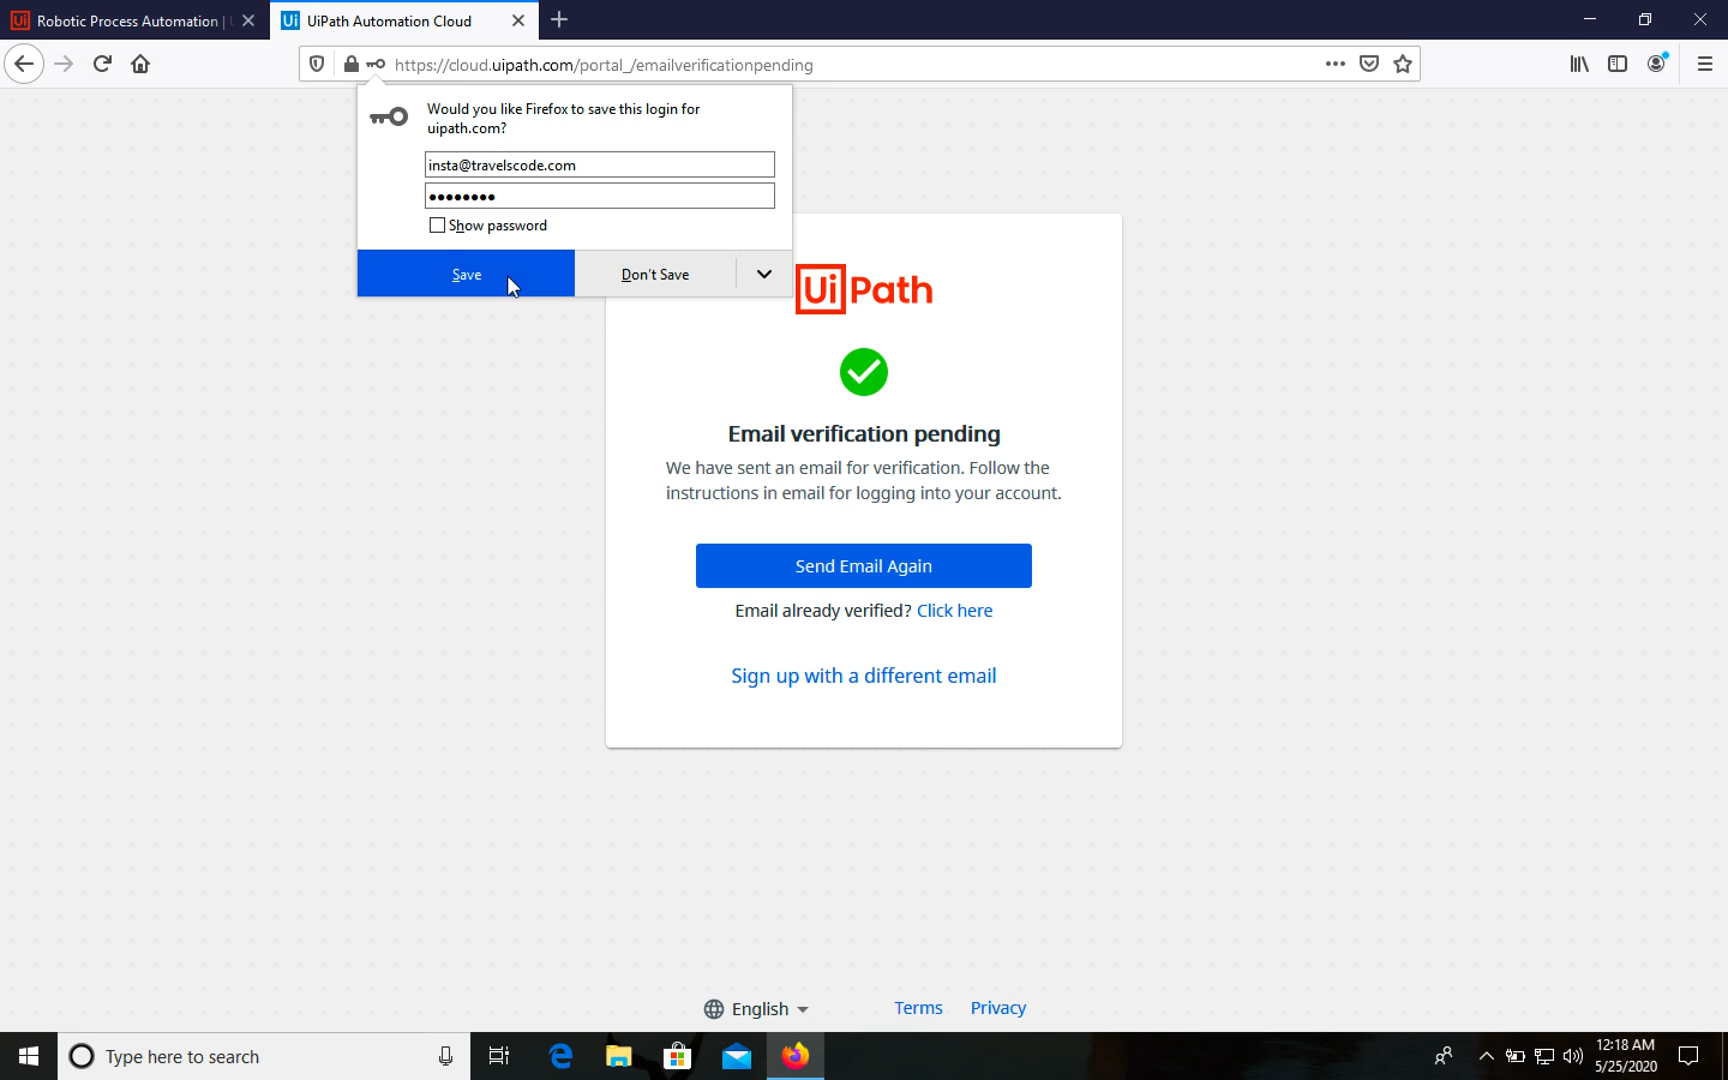 Ui Robotic Process Automation |
Ui UiPath Automation Cloud
https://cloud.uipath.com/portal_/emailverificationpending
Would you like Firefox to save this login for
uipath.com?
insta@travelscode.com
●●●●●●●●
Show password
Save
Don't Save
Ui Path
Email verification pending
We have sent an email for verification. Follow the
instructions in email for logging into your account.
Send Email Again
Email already verified? Click here
Sign up with a different email
English
Terms
Privacy
Type here to search
12:18 AM
5/25/2020